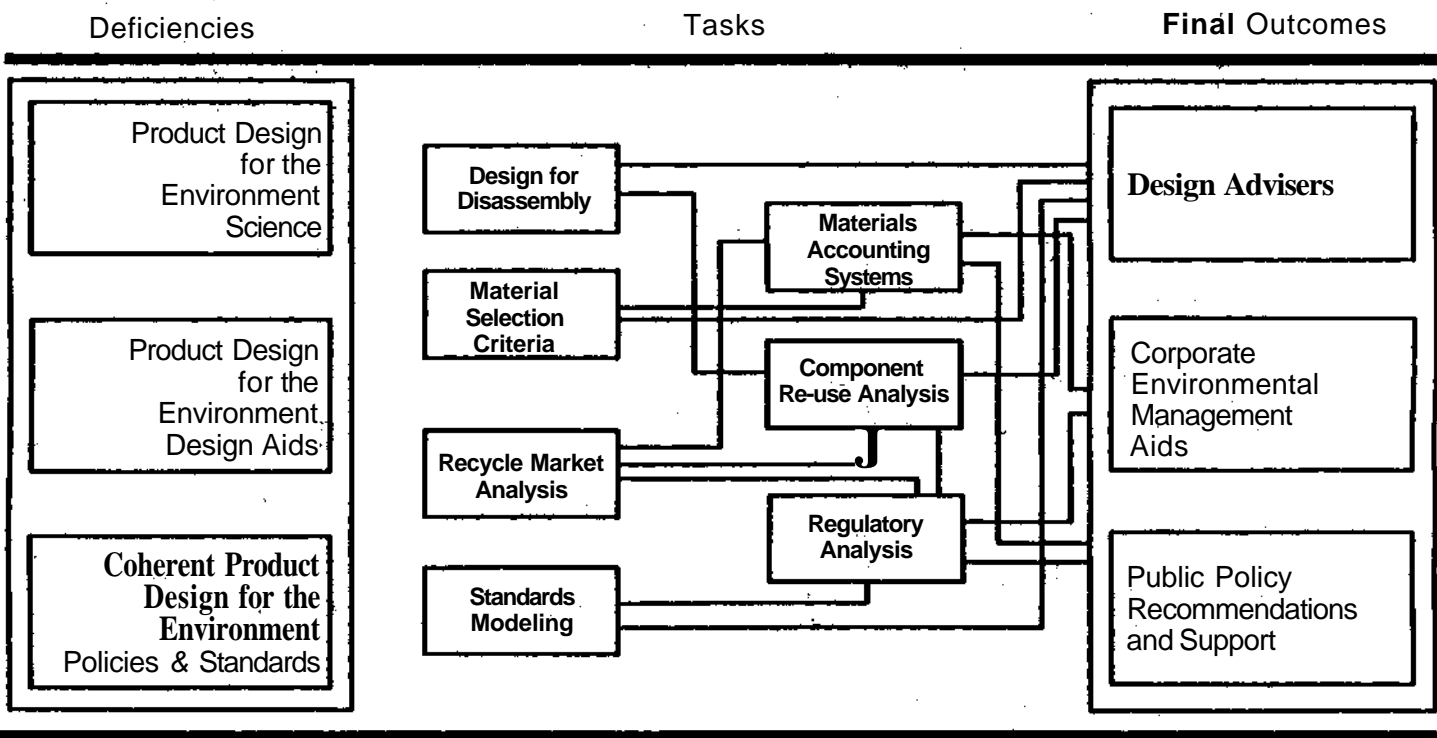 Deficiencies
Tasks
Final Outcomes
Product Design
for the
Environment
Science
Product Design
for the
Environment
Design Aids
Coherent Product
Design for the
Environment
Policies & Standards
Design for
Disassembly
Material
Selection
Criteria
Recycle Market
Analysis
Standards
Modeling
Materials
Accounting
Systems
Component
Re-use Analysis
Regulatory
Analysis
Design Advisers
Corporate
Environmental
Management
Aids
Public Policy
Recommendations
and Support